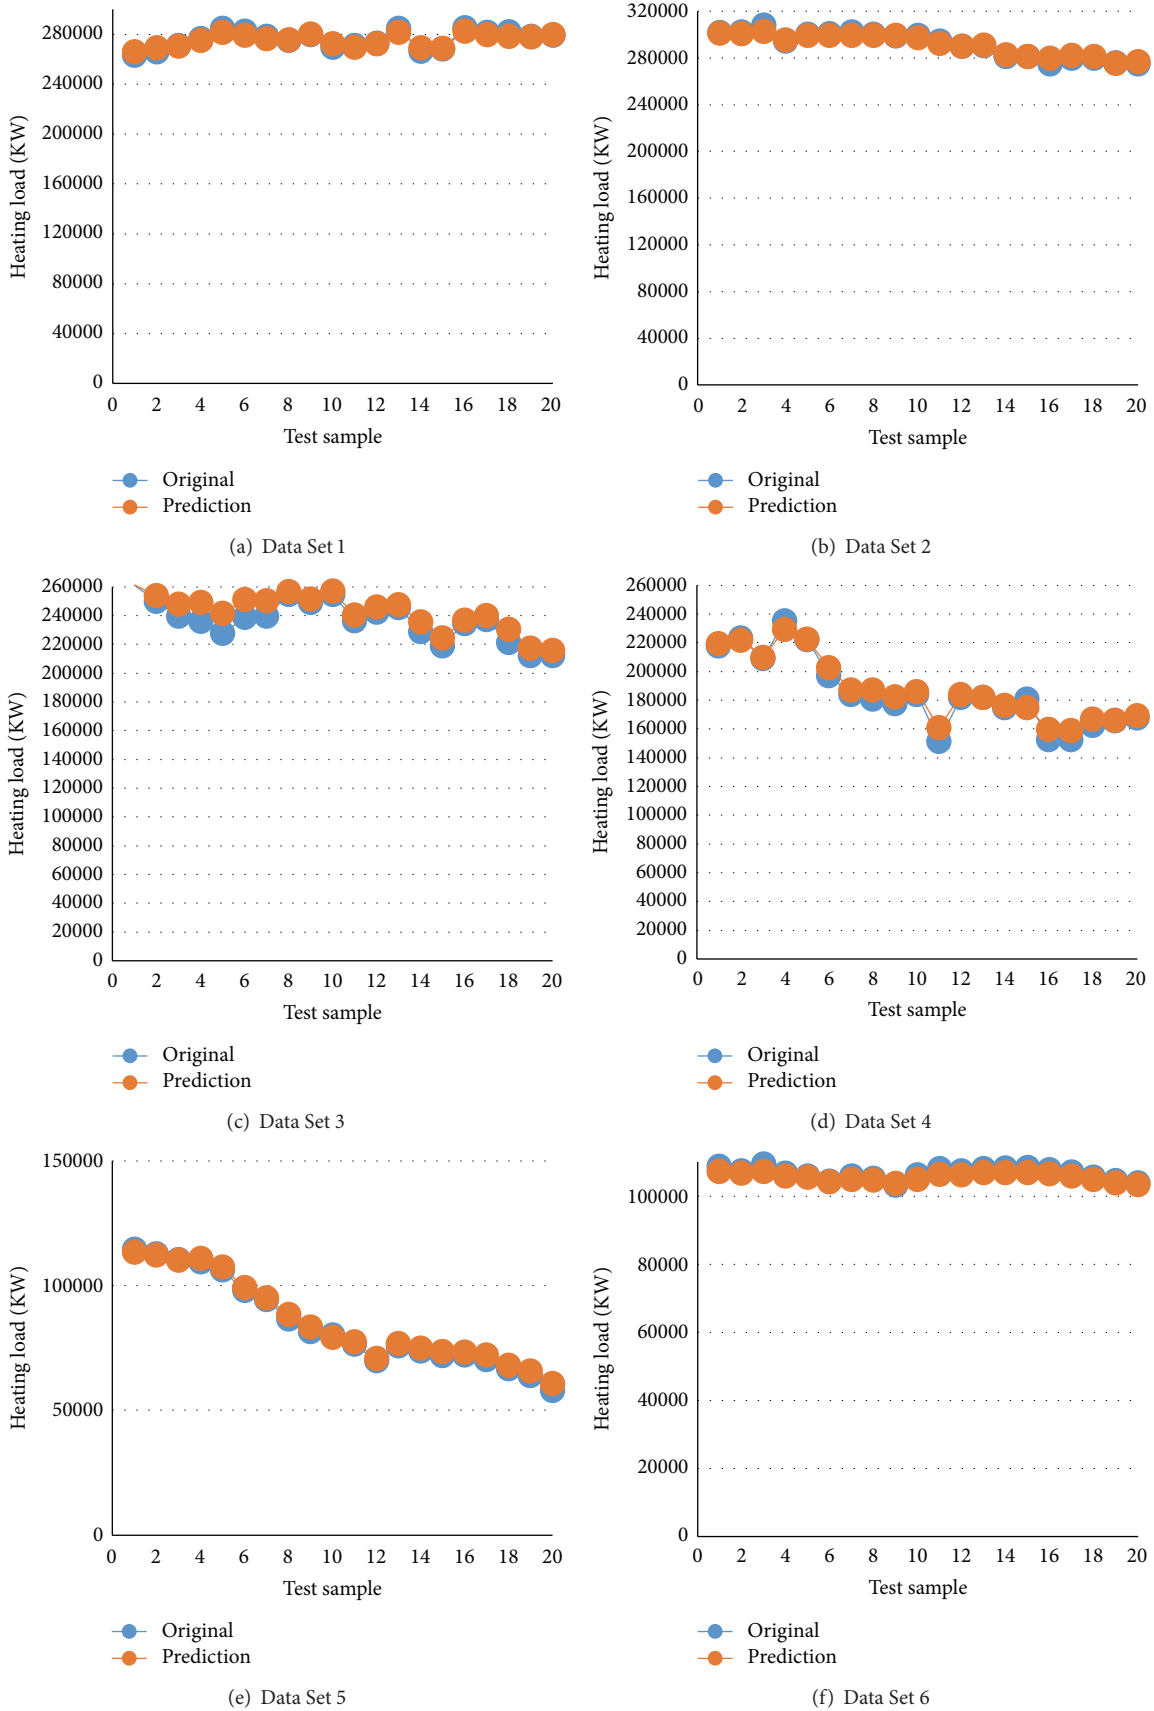 280000
240000
200000
160000
120000
80000
40000
0
Heating load (KW)
0 2 4 6 8 10 12 14 16 18 20
Test sample
Original
Prediction
(a) Data Set 1
320000
280000
240000
200000
160000
120000
80000
40000
0
Heating load (KW)
0 2 4 6 8 10 12 14 16 18 20
Test sample
Original
Prediction
(b) Data Set 2
260000
240000
220000
200000
180000
160000
140000
120000
100000
80000
60000
40000
20000
0
Heating load (KW)
0 2 4 6 8 10 12 14 16 18 20
Test sample
Original
Prediction
(c) Data Set 3
260000
240000
220000
200000
180000
160000
140000
120000
100000
80000
60000
40000
20000
0
Heating load (KW)
0 2 4 6 8 10 12 14 16 18 20
Test sample
Original
Prediction
(d) Data Set 4
150000
100000
50000
0
Heating load (KW)
0 2 4 6 8 10 12 14 16 18 20
Test sample
Original
Prediction
(e) Data Set 5
100000
80000
60000
40000
20000
0
Heating load (KW)
0 2 4 6 8 10 12 14 16 18 20
Test sample
Original
Prediction
(f) Data Set 6